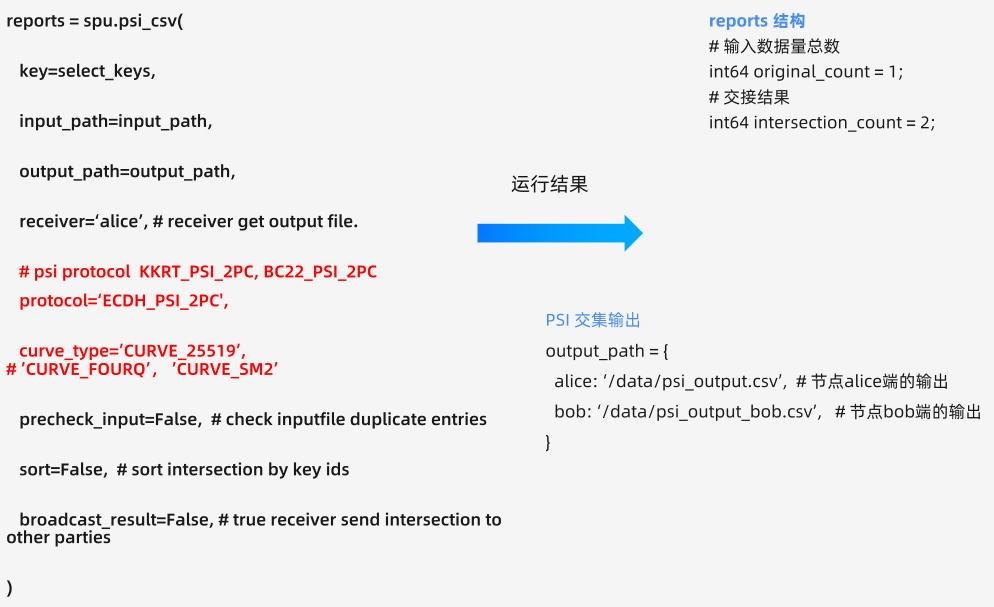 reports = spu.psi_csv(
key=select_keys,
input_path=input_path,
output_path=output_path,
receiver=‘alice’, # receiver get output file.
# psi protocol  KKRT_PSI_2PC, BC22_PSI_2PC
protocol=‘ECDH_PSI_2PC',
curve_type=’CURVE_25519’,
# ’CURVE_FOURQ’,  ’CURVE_SM2’
precheck_input=False,  # check inputfile duplicate entries
sort=False,  # sort intersection by key ids
broadcast_result=False, # true receiver send intersection to
other parties
)
运行结果
reports 结构
# 输入数据量总数
int64 original_count = 1;
# 交接结果
int64 intersection_count = 2;
PSI 交集输出
output_path = {
alice: ‘/data/psi_output.csv’,  # 节点alice端的输出
bob: ‘/data/psi_output_bob.csv’,  # 节点bob端的输出
}